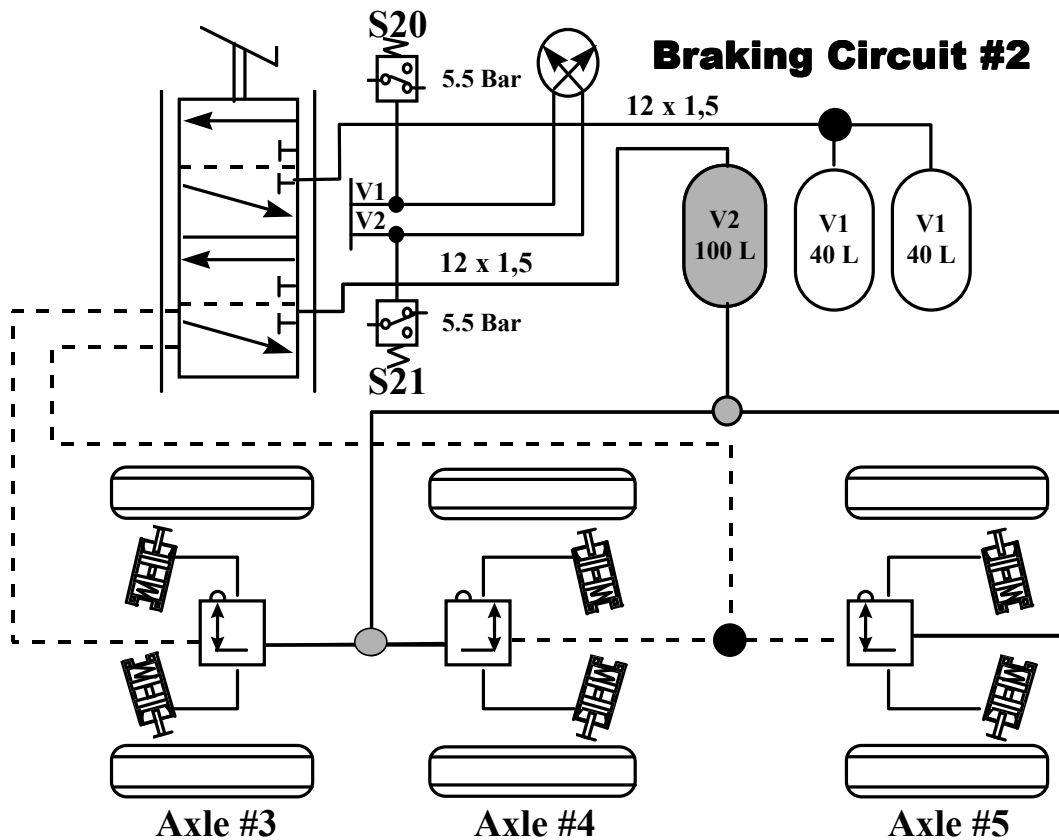 S20
Braking Circuit #2
5.5 Bar
12 x 1,5
V1
V2
V2
100 L
V1
40 L
V1
40 L
12 x 1,5
5.5 Bar
S21
Axle #3
Axle #4
Axle #5